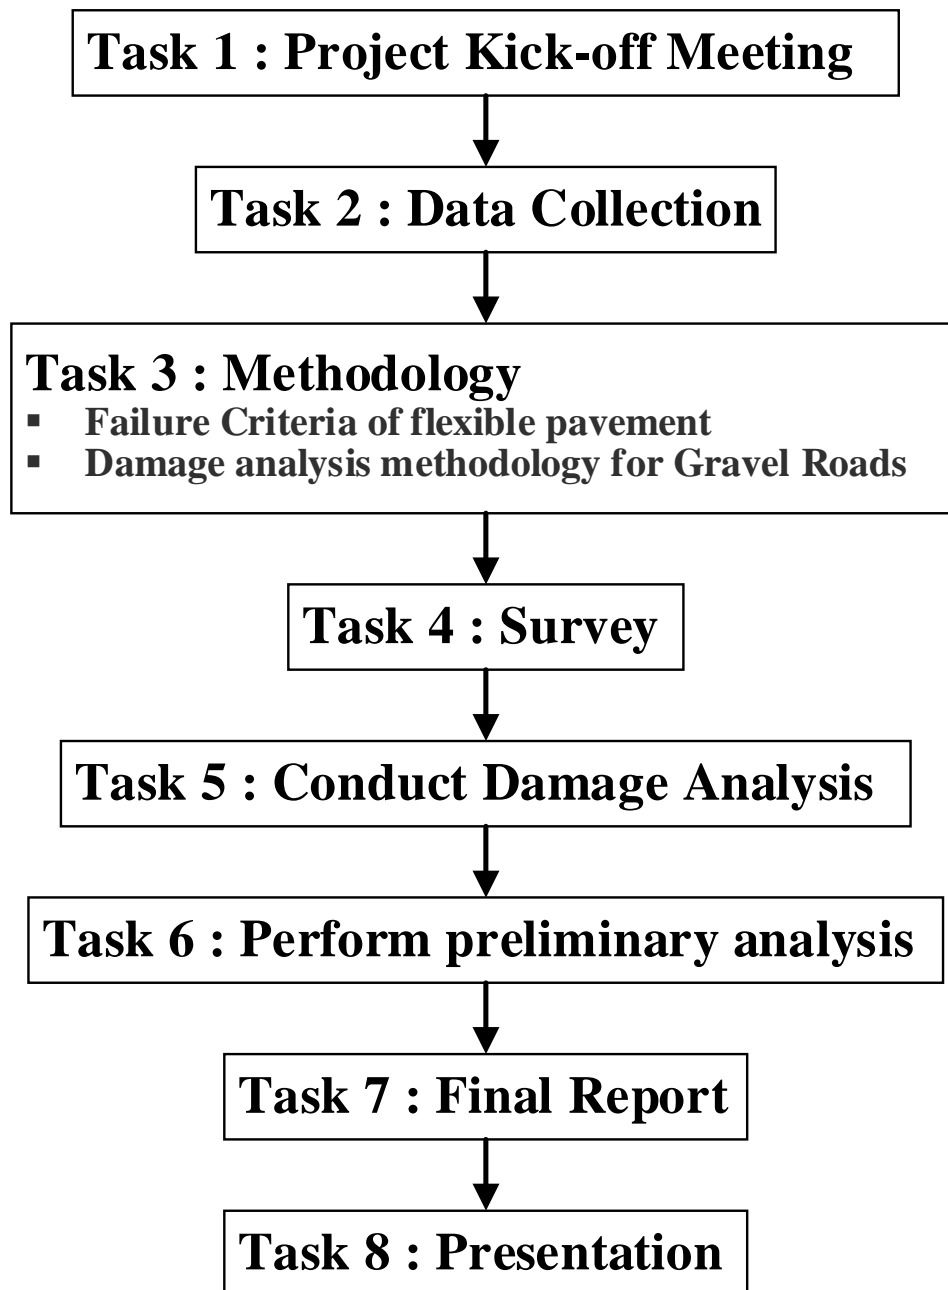 Task 1 : Project Kick-off Meeting
Task 2 : Data Collection
Task 3 : Methodology
▪ Failure Criteria of flexible pavement
▪ Damage analysis methodology for Gravel Roads
Task 4 : Survey
Task 5 : Conduct Damage Analysis
Task 6 : Perform preliminary analysis
Task 7 : Final Report
Task 8 : Presentation